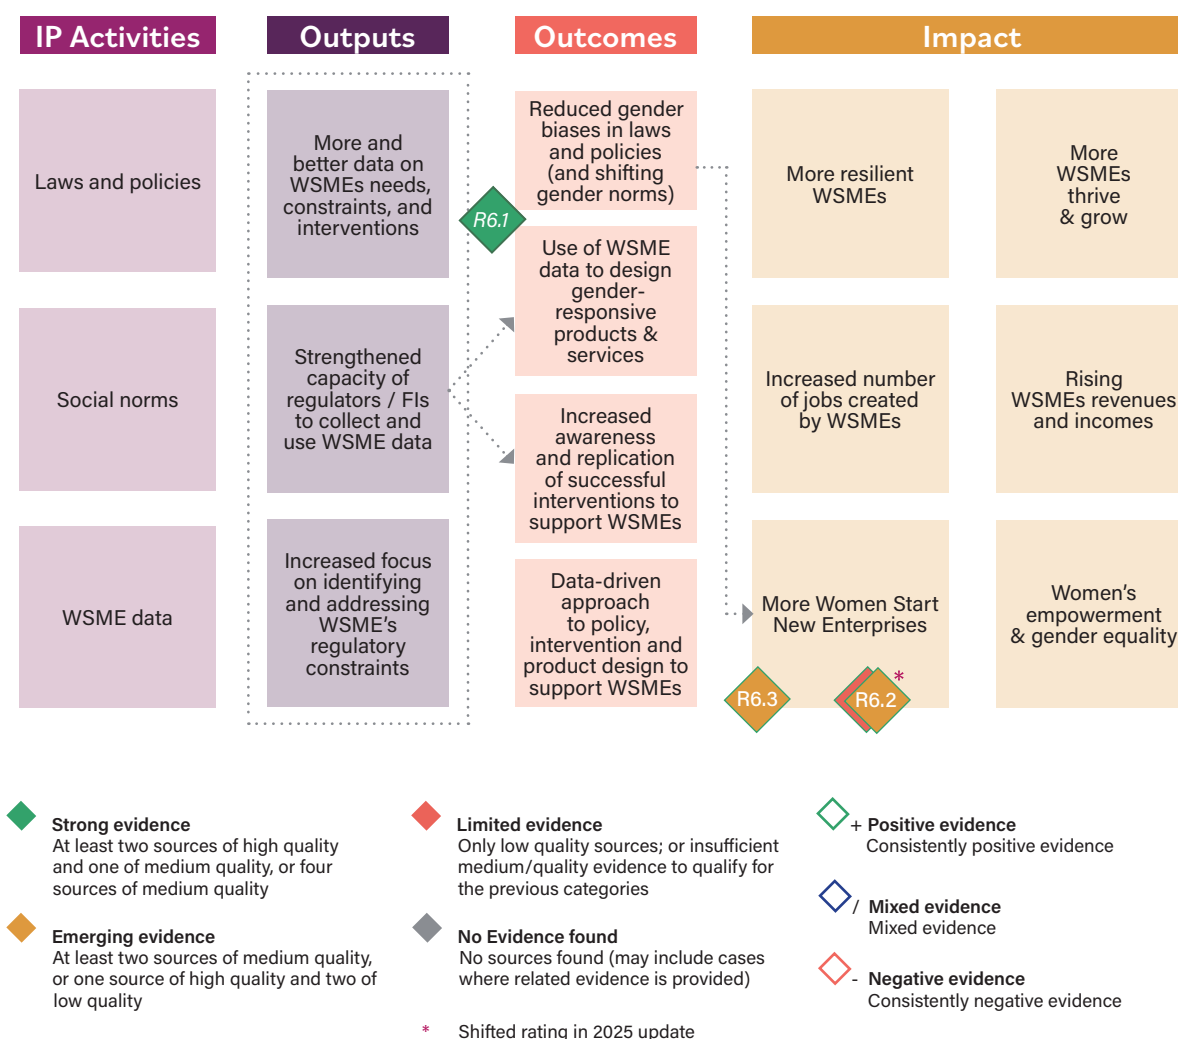 IP Activities
Outputs
Outcomes
Impact
Laws and policies
Social norms
WSME data
More and
better data on
WSMEs needs,
constraints, and
interventions
Strengthened
capacity of
regulators / FIs
to collect and
use WSME data
Increased focus
on identifying
and addressing
WSME's
regulatory
constraints
R6.1
Reduced gender
biases in laws
and policies
(and shifting
gender norms)
Use of WSME
data to design
gender-
responsive
products &
services
Increased
awareness
and replication
of successful
interventions to
support WSMEs
Data-driven
approach
to policy,
intervention and
product design to
support WSMEs
More resilient
WSMEs
More
WSMEs
thrive
& grow
Increased number
of jobs created
by WSMEs
Rising
WSMEs revenues
and incomes
More Women Start
New Enterprises
Women's
empowerment
& gender equality
R6.3
R6.2
*
Strong evidence
At least two sources of high quality
and one of medium quality, or four
sources of medium quality
Emerging evidence
At least two sources of medium quality,
or one source of high quality and two of
low quality
Limited evidence
Only low quality sources; or insufficient
medium/quality evidence to qualify for
the previous categories
No Evidence found
No sources found (may include cases
where related evidence is provided)
* Shifted rating in 2025 update
+ Positive evidence
Consistently positive evidence
/ Mixed evidence
Mixed evidence
- Negative evidence
Consistently negative evidence